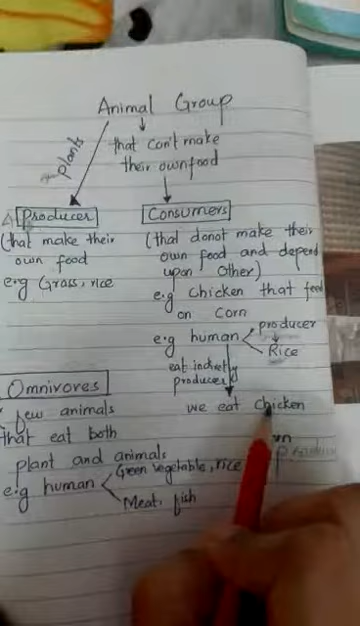 Animal Group
plants
that can't make
their own food
Producer
(that make their
own food
e.g Grass, rice
Consumers
(that donot make their
own food and depend
upon other)
e.g chicken that feed
on corn
e.g human
producer
Rice
eat indirectly
producer
we eat chicken
Omnivores
few animals
that eat both
plant and animals
e.g human
Green vegetable, rice
Meat, fish